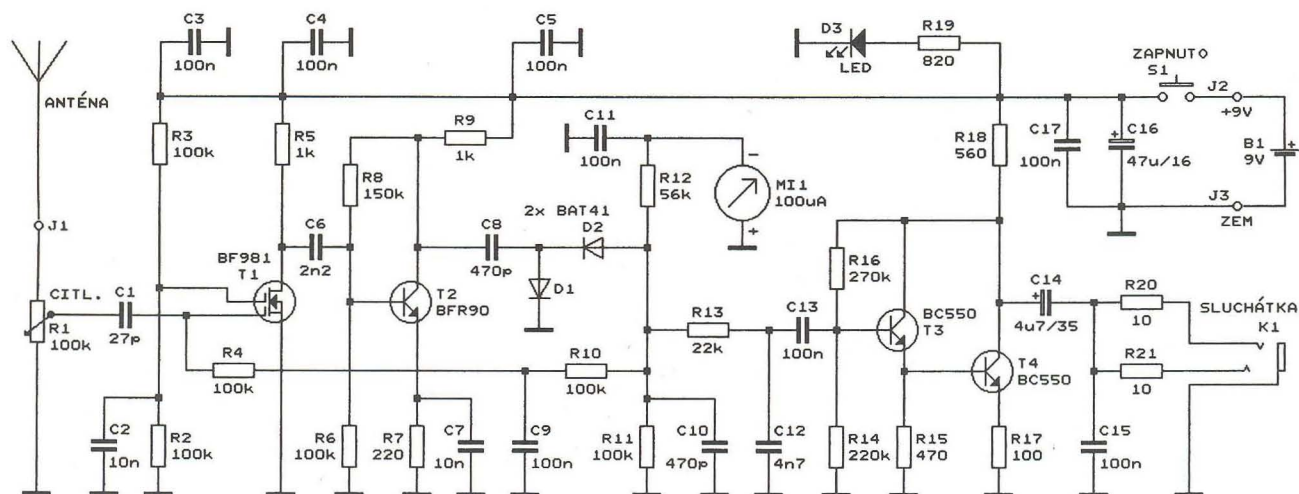 C3
100n
C4
100n
C5
100n
D3
LED
R19
820
ZAPNUTO
S1
J2
+9V
ANTÉNA
R3
100k
R5
1k
R9
1k
C11
100n
R18
560
C17
100n
C16
47u/16
B1
9V
R8
150k
R12
56k
MI1
100uA
J3
ZEM
J1
C6
2n2
2x BAT41
C8
470p
D2
D1
R16
270k
BF981
T1
CITL.
C1
27p
R1
100k
T2
BFR90
R13
22k
C13
100n
BC550
T3
C14
4u7/35
R20
10
SLUCHÁTKA
K1
R4
100k
R10
100k
T4
BC550
R21
10
C2
10n
R2
100k
R6
100k
R7
220
C7
10n
C9
100n
R11
100k
C10
470p
C12
4n7
R14
220k
R15
470
R17
100
C15
100n